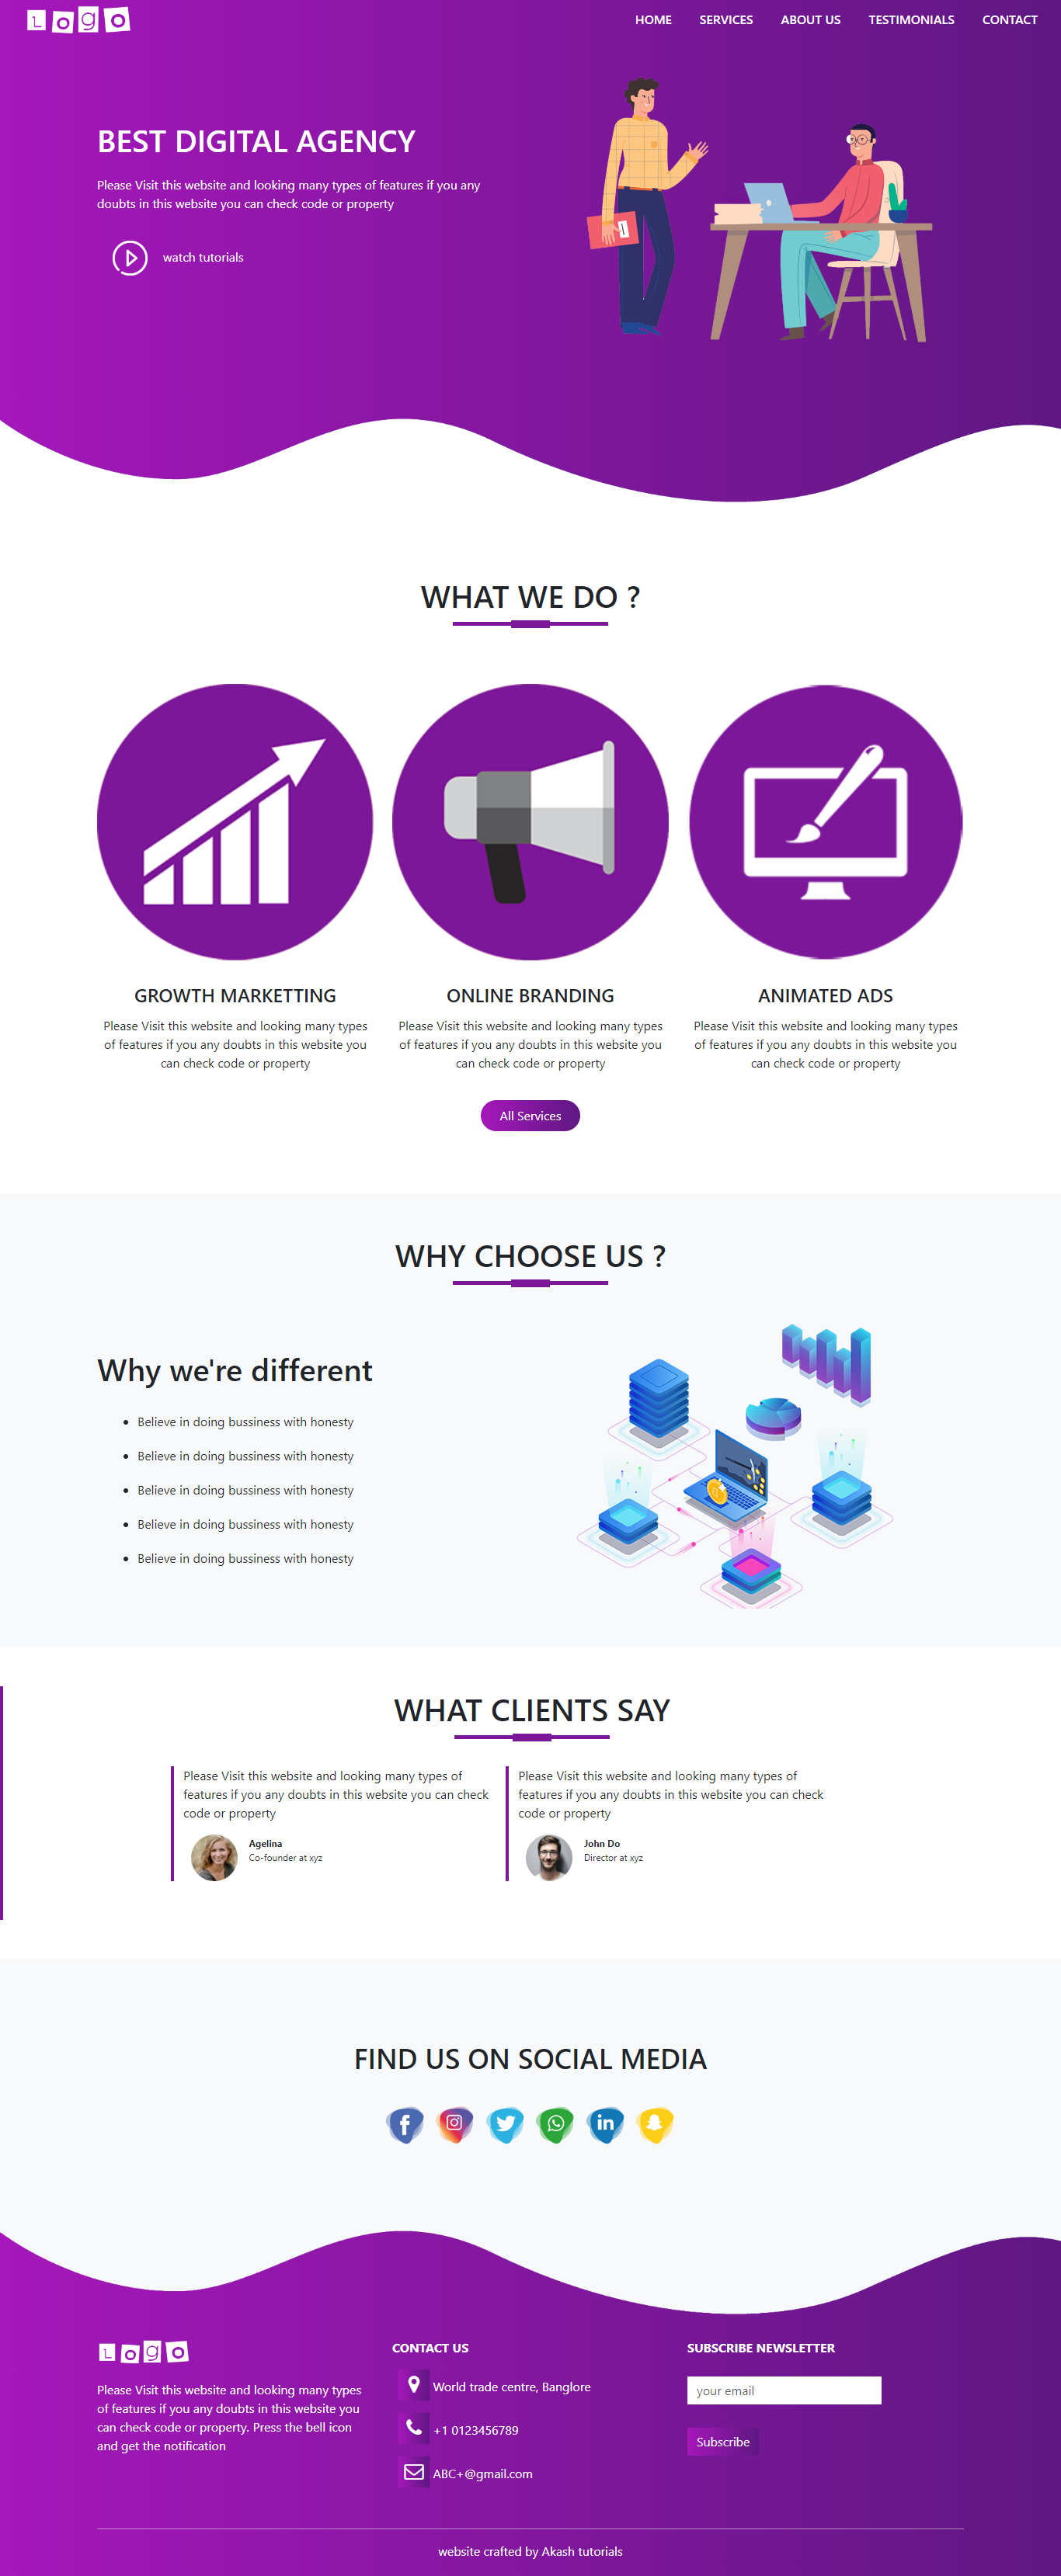 Logo
HOME SERVICES ABOUT US TESTIMONIALS CONTACT
BEST DIGITAL AGENCY
Please Visit this website and looking many types of features if you any
doubts in this website you can check code or property
watch tutorials
WHAT WE DO ?
GROWTH MARKETTING
Please Visit this website and looking many types
of features if you any doubts in this website you
can check code or property
ONLINE BRANDING
Please Visit this website and looking many types
of features if you any doubts in this website you
can check code or property
ANIMATED ADS
Please Visit this website and looking many types
of features if you any doubts in this website you
can check code or property
All Services
WHY CHOOSE US ?
Why we're different
Believe in doing bussiness with honesty
Believe in doing bussiness with honesty
Believe in doing bussiness with honesty
Believe in doing bussiness with honesty
Believe in doing bussiness with honesty
WHAT CLIENTS SAY
Please Visit this website and looking many types of
features if you any doubts in this website you can check
code or property
Agelina
Co-founder at xyz
Please Visit this website and looking many types of
features if you any doubts in this website you can check
code or property
John Do
Director at xyz
FIND US ON SOCIAL MEDIA
Logo
Please Visit this website and looking many types
of features if you any doubts in this website you
can check code or property. Press the bell icon
and get the notification
CONTACT US
World trade centre, Banglore
+1 0123456789
ABC+@gmail.com
SUBSCRIBE NEWSLETTER
your email
Subscribe
website crafted by Akash tutorials